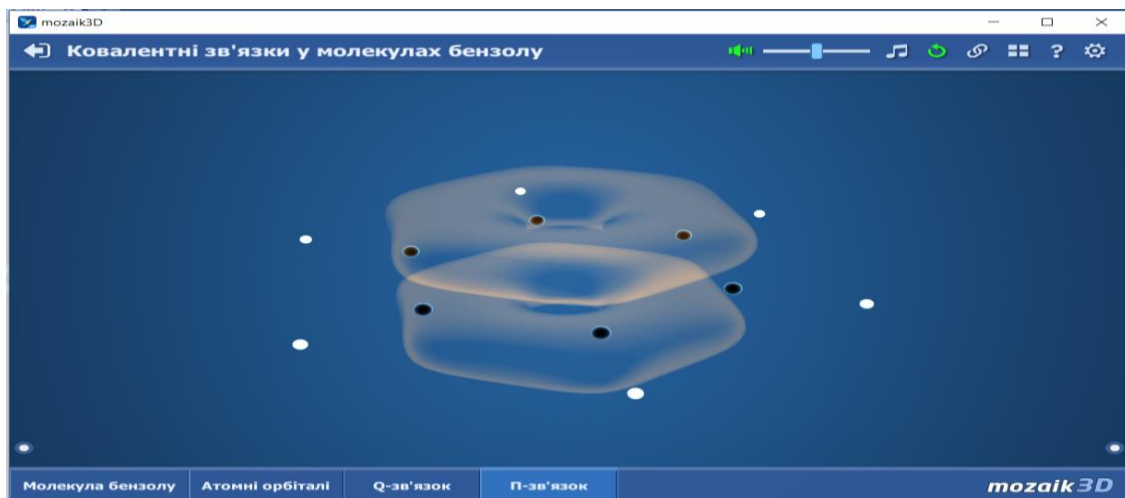 mozaik3D
Ковалентні зв'язки у молекулах бензолу
?
Молекула бензолу Атомні орбіталі Q-зв'язок П-зв'язок mozaik3D